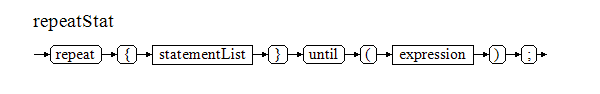 repeatStat
repeat { statementList } until ( expression ) ;